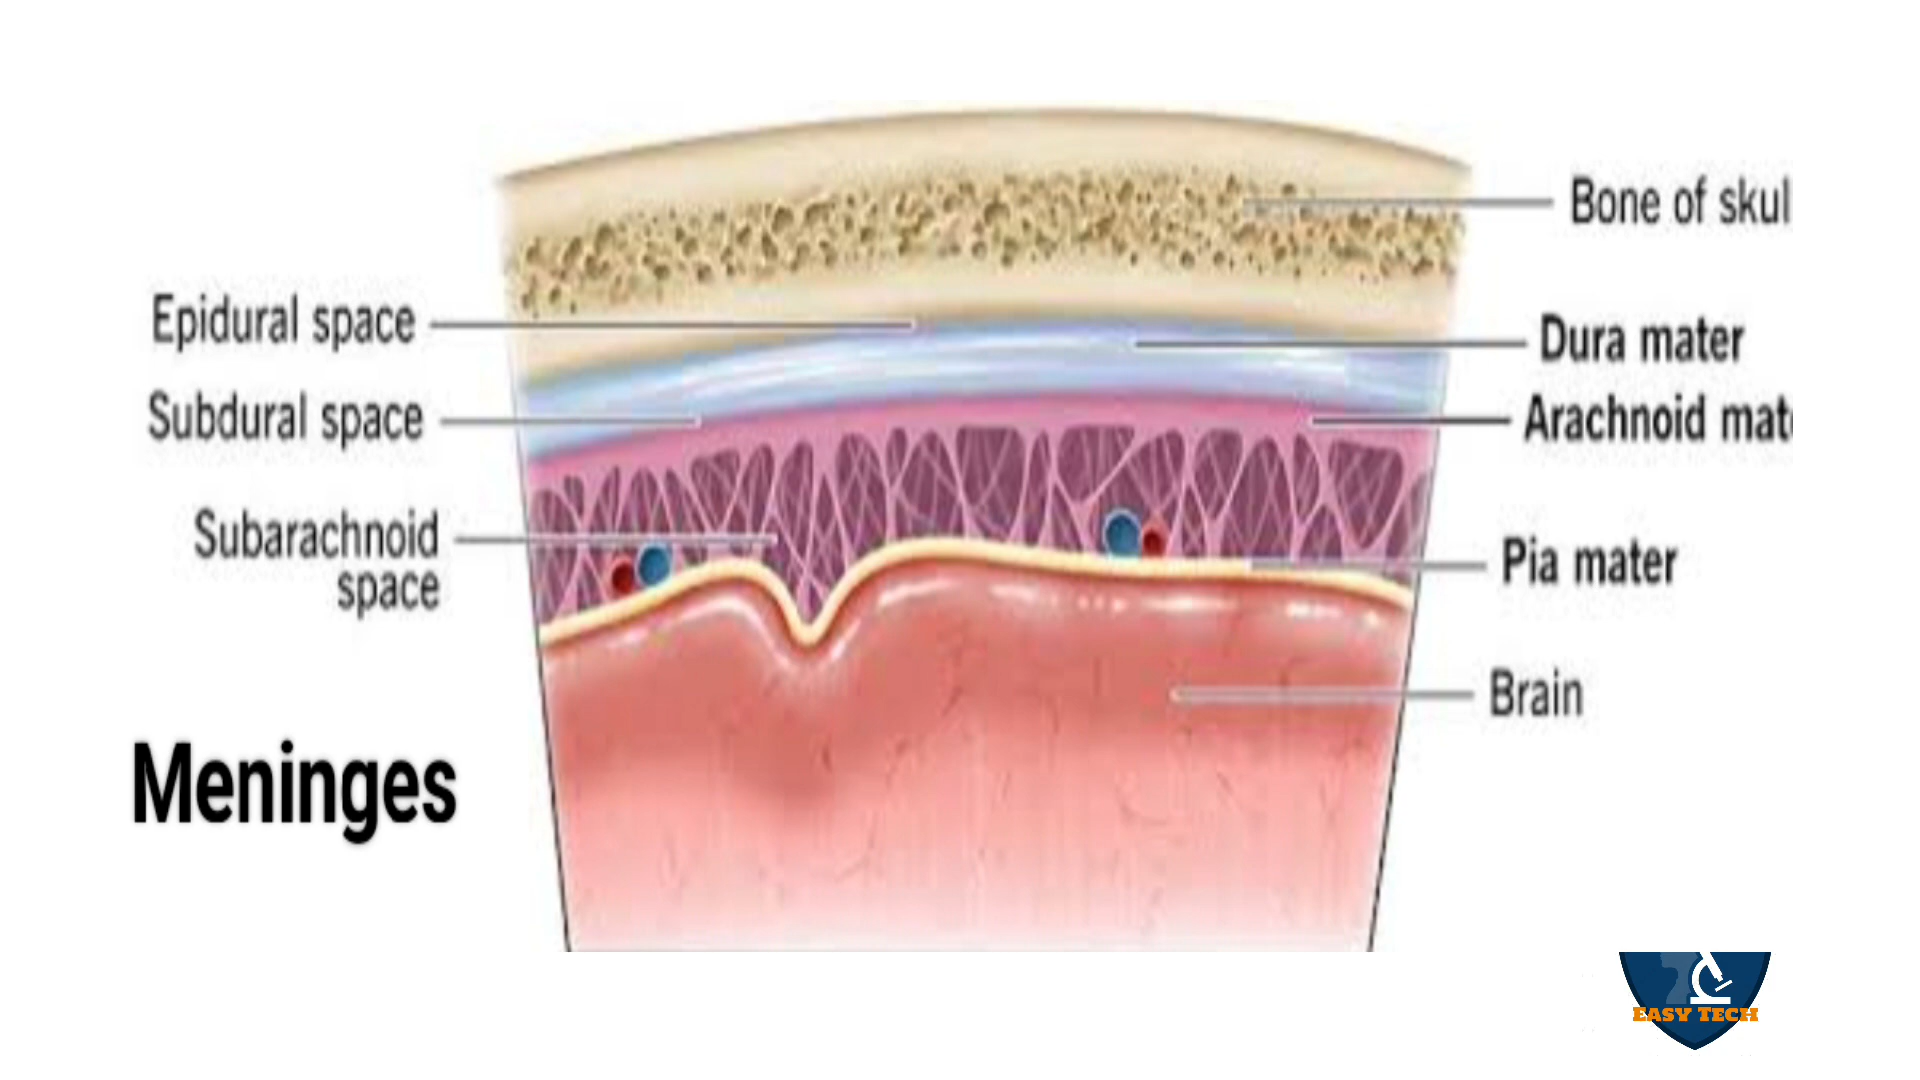 Bone of skul
Epidural space
Dura mater
Subdural space
Arachnoid mat
Subarachnoid
space
Pia mater
Brain
Meninges
EASY TECH